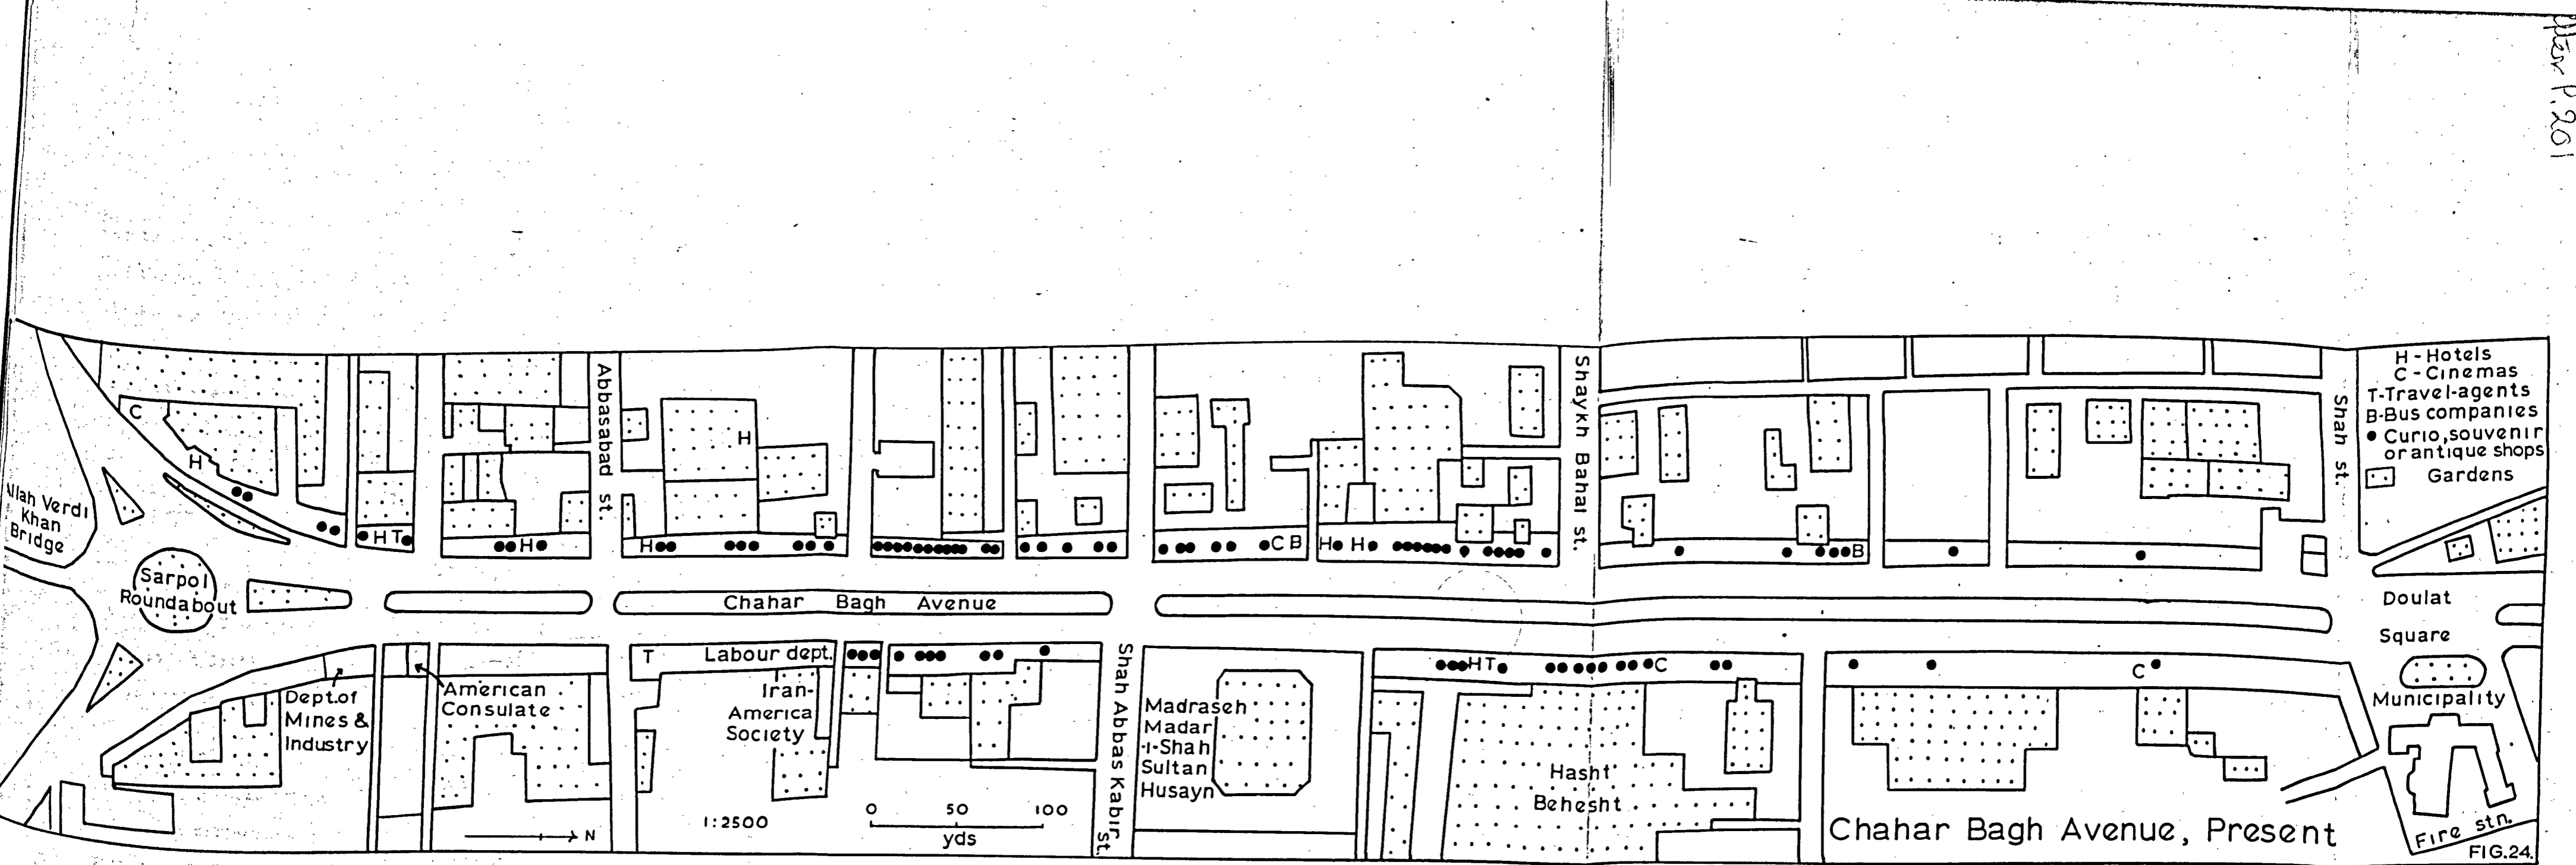 P.201
H - Hotels
C - Cinemas
T-Travel-agents
B-Bus companies
● Curio, souvenir
or antique shops
Gardens
Abbasabad st.
Shaykh Bahal st.
Shah st.
C
H
H
Allah Verdi
Khan
Bridge
H T
H
H
C B
H H
B
Sarpol
Roundabout
Chahar Bagh Avenue
Doulat
Square
T
Labour dept.
H T
C
C
Dept. of
Mines &
Industry
American
Consulate
Iran-
America
Society
Shah Abbas Kabir st.
Madraseh
Madar
-i-Shah
Sultan
Husayn
Hasht
Behesht
Municipality
Fire stn.
N
1:2500
0 50 100
yds
Chahar Bagh Avenue, Present
FIG.24.